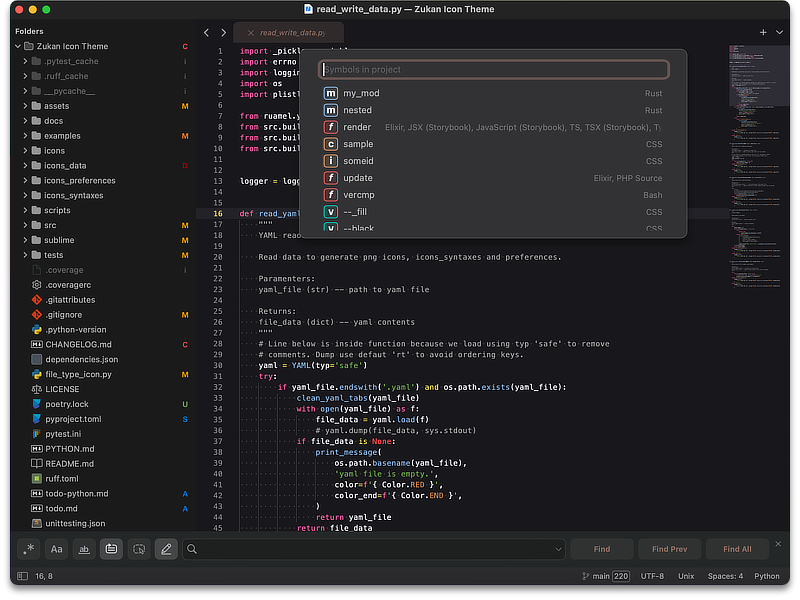 read_write_data.py — Zukan Icon Theme
Folders
Zukan Icon Theme C
.pytest_cache i
.ruff_cache i
__pycache__ i
assets M
docs
examples M
icons
icons_data D
icons_preferences
icons_syntaxes
scripts
src M
sublime M
tests M
.coverage i
.coveragerc
.gitattributes
.gitignore M
.python-version
CHANGELOG.md C
dependencies.json
file_type_icon.py M
LICENSE
poetry.lock U
pyproject.toml S
pytest.ini
PYTHON.md
README.md
ruff.toml
todo-python.md A
todo.md A
unittesting.json
read_write_data.py
Symbols in project
m my_mod Rust
m nested Rust
f render Elixir, JSX (Storybook), JavaScript (Storybook), TS, TSX (Storybook), Ty
c sample CSS
i someid CSS
f update Elixir, PHP Source
f vercmp Bash
v --_fill CSS
v --black CSS
1 import _pickl
2 import errno
3 import loggin
4 import os
5 import plistl
6
7 from ruamel.y
8 from src.buil
9 from src.buil
10 from src.buil
11
12
13 logger = logg
14
15
16 def read_yaml
17 """
18 YAML read
19
20 Read data to generate png icons, icons_syntaxes and preferences.
21
22 Paramenters:
23 yaml_file (str) -- path to yaml file
24
25 Returns:
26 file_data (dict) -- yaml contents
27 """
28 # Line below is inside function because we load using typ 'safe' to remove
29 # comments. Dump use defaut 'rt' to avoid ordering keys.
30 yaml = YAML(typ='safe')
31 try:
32 if yaml_file.endswith('.yaml') and os.path.exists(yaml_file):
33 clean_yaml_tabs(yaml_file)
34 with open(yaml_file) as f:
35 file_data = yaml.load(f)
36 # yaml.dump(file_data, sys.stdout)
37 if file_data is None:
38 print_message(
39 os.path.basename(yaml_file),
40 'yaml file is empty.',
41 color=f'{ Color.RED }',
42 color_end=f'{ Color.END }',
43 )
44 return yaml_file
45 return file_data
.* Aa ab Find Find Prev Find All
16, 8 main 220 UTF-8 Unix Spaces: 4 Python